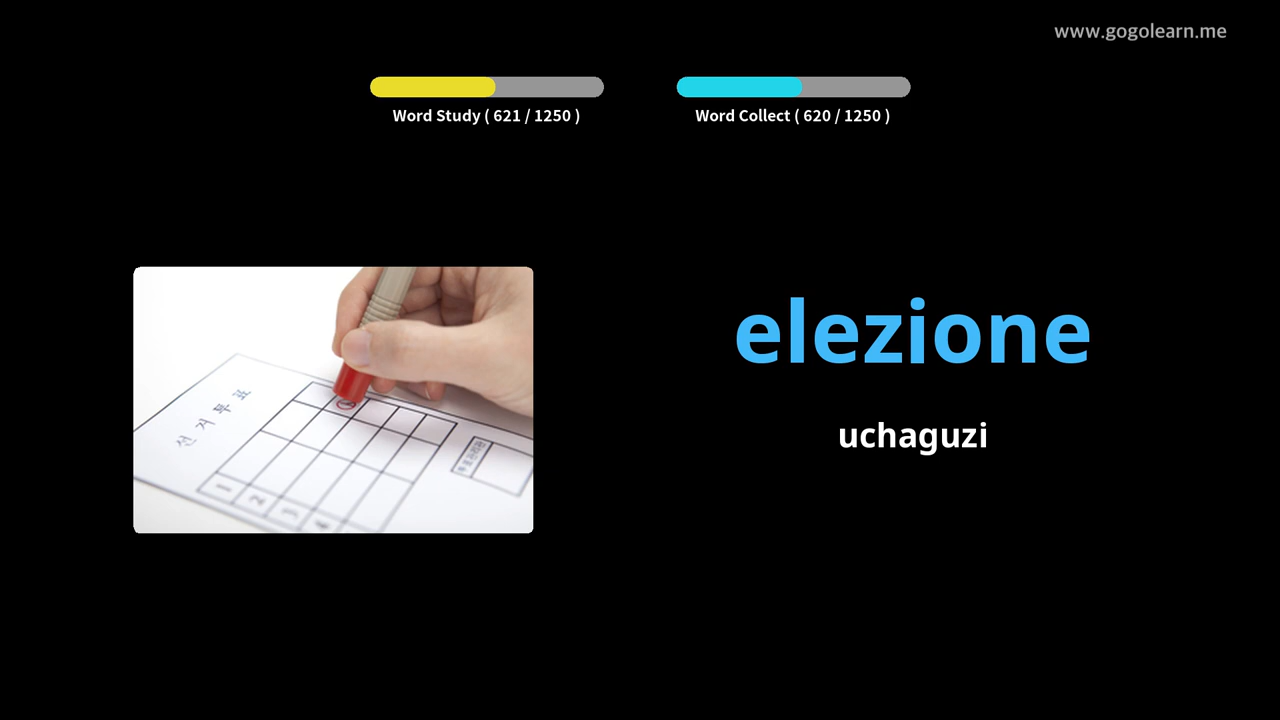 www.gogolearn.me
Word Study ( 621 / 1250 )
Word Collect ( 620 / 1250 )
elezione
uchaguzi
선거투표
1
2
3
4